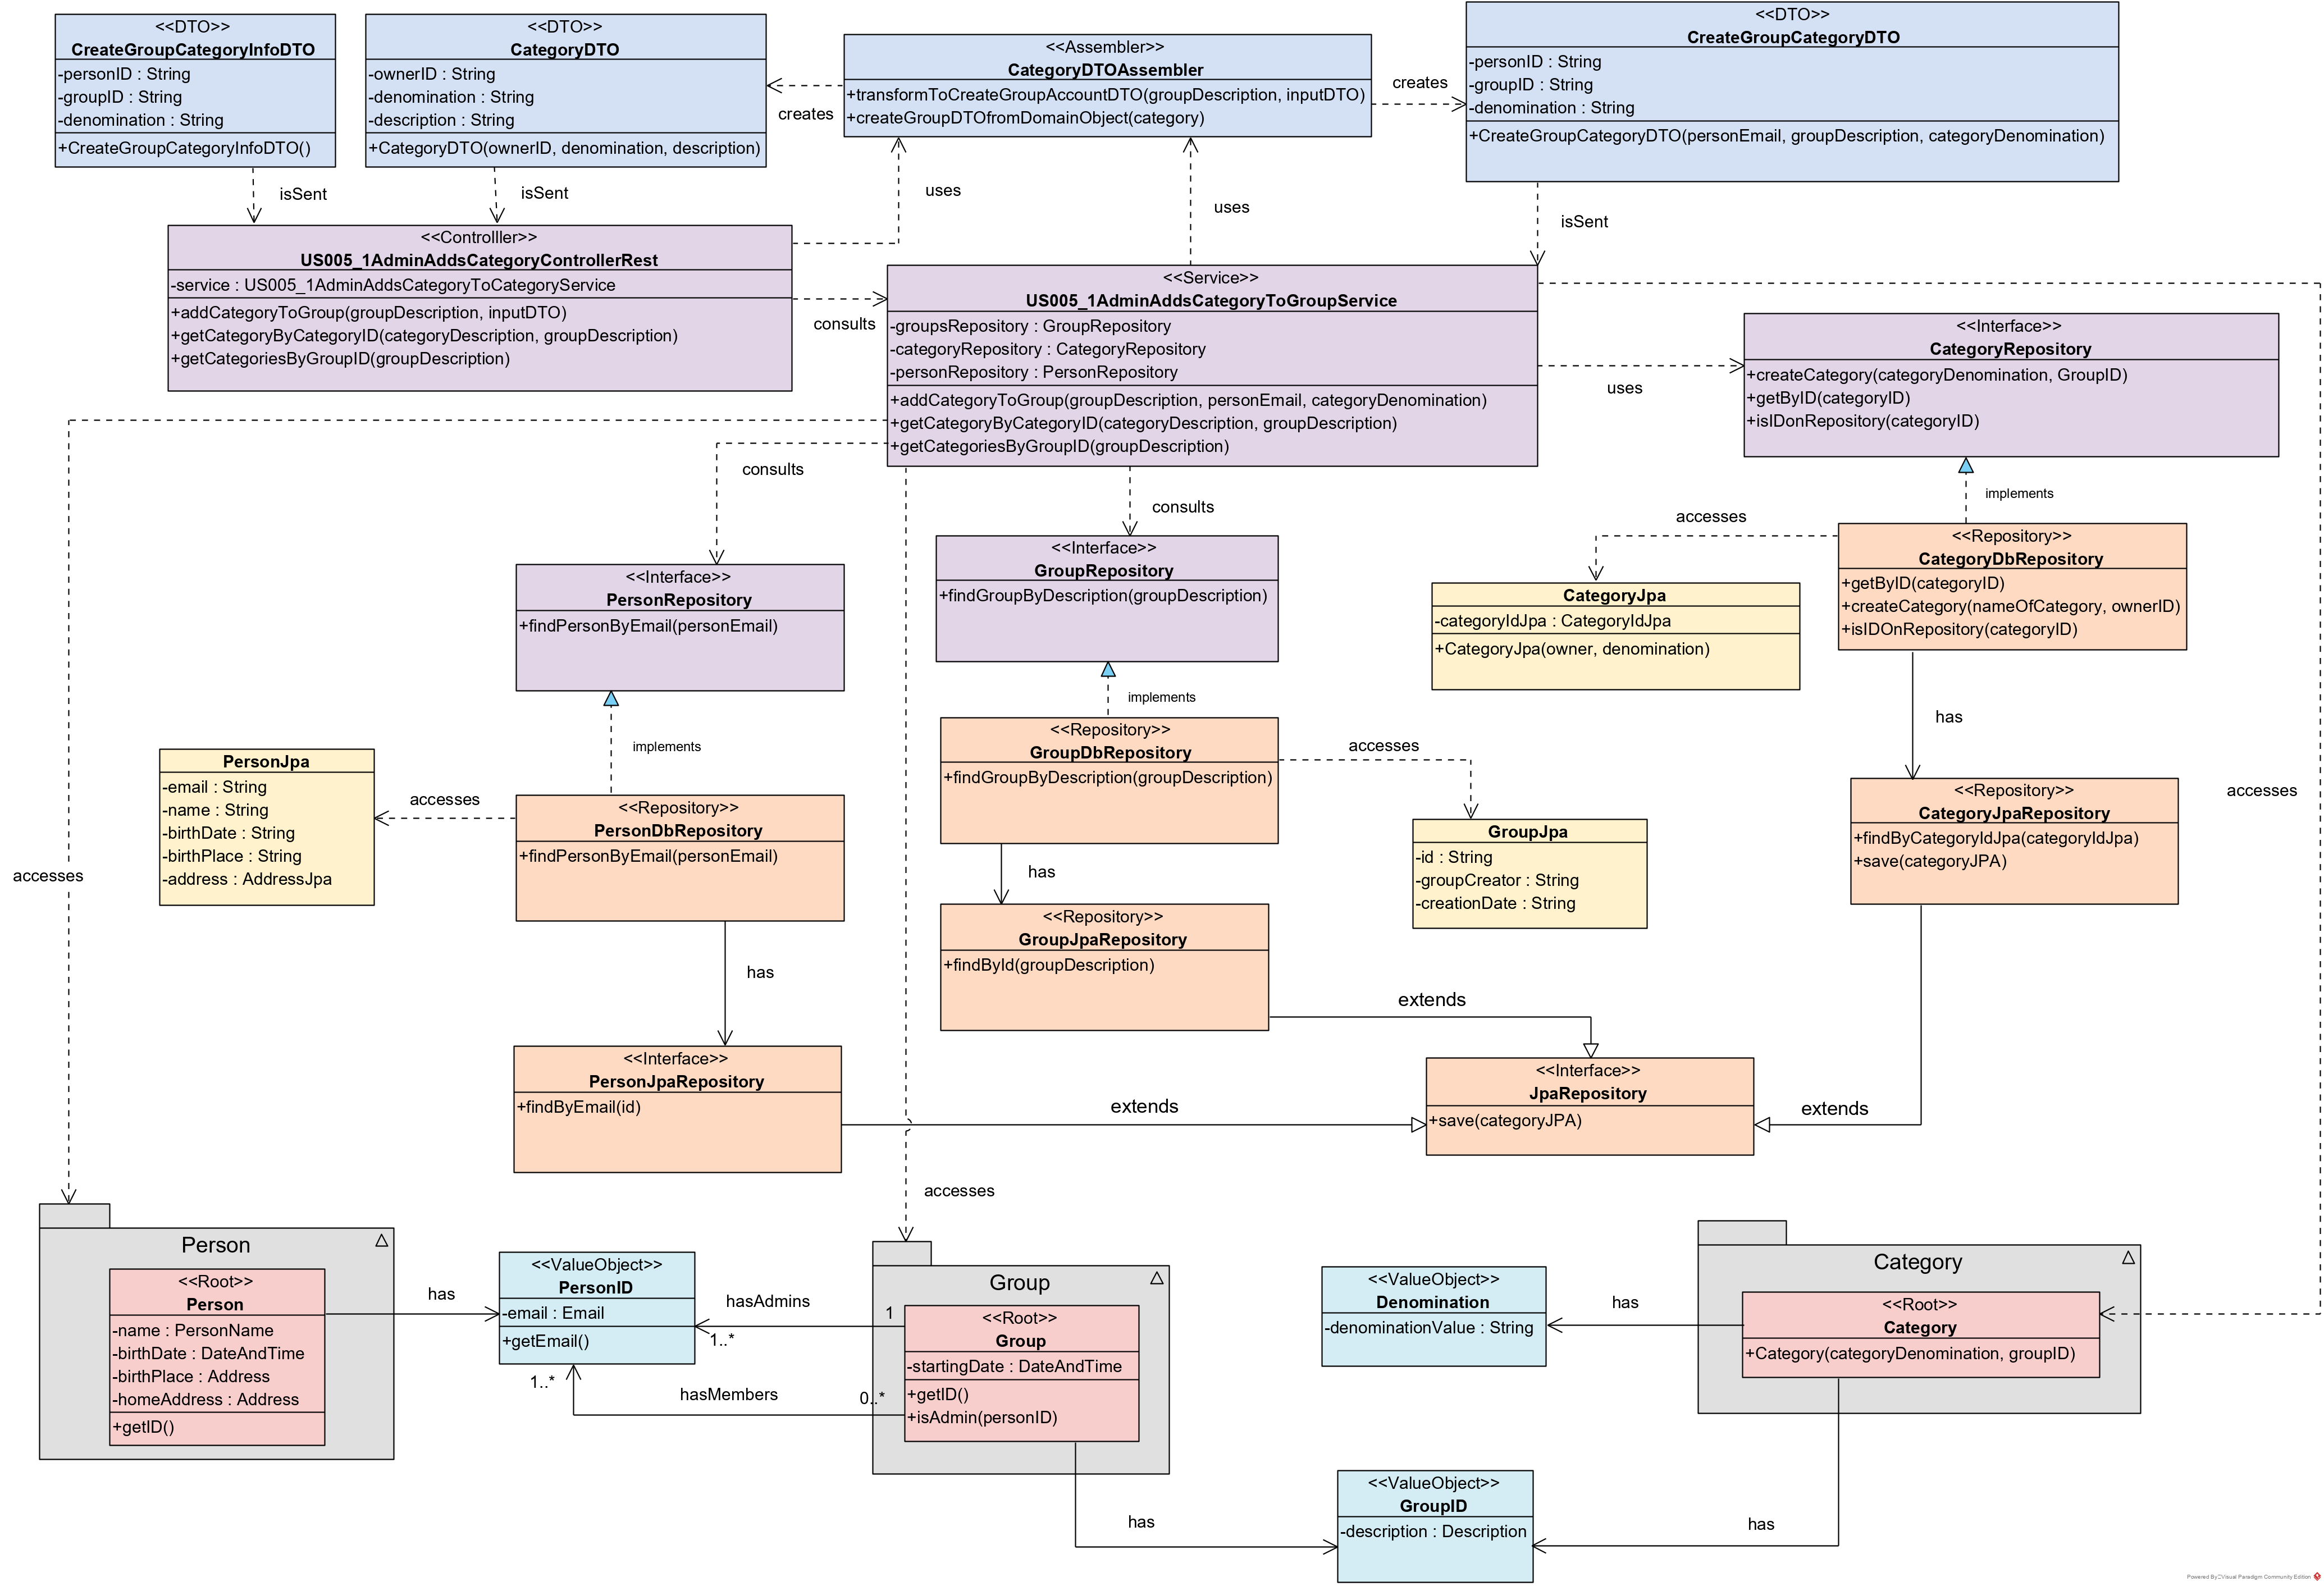 <<DTO>>
CreateGroupCategoryInfoDTO
-personID : String
-groupID : String
-denomination : String
+CreateGroupCategoryInfoDTO()
<<DTO>>
CategoryDTO
-ownerID : String
-denomination : String
-description : String
+CategoryDTO(ownerID, denomination, description)
<<Assembler>>
CategoryDTOAssembler
+transformToCreateGroupAccountDTO(groupDescription, inputDTO)
+createGroupDTOfromDomainObject(category)
<<DTO>>
CreateGroupCategoryDTO
-personID : String
-groupID : String
-denomination : String
+CreateGroupCategoryDTO(personEmail, groupDescription, categoryDenomination)
creates
creates
isSent
isSent
uses
uses
isSent
<<Controlller>>
US005_1AdminAddsCategoryControllerRest
-service : US005_1AdminAddsCategoryToCategoryService
+addCategoryToGroup(groupDescription, inputDTO)
+getCategoryByCategoryID(categoryDescription, groupDescription)
+getCategoriesByGroupID(groupDescription)
consults
<<Service>>
US005_1AdminAddsCategoryToGroupService
-groupsRepository : GroupRepository
-categoryRepository : CategoryRepository
-personRepository : PersonRepository
+addCategoryToGroup(groupDescription, personEmail, categoryDenomination)
+getCategoryByCategoryID(categoryDescription, groupDescription)
+getCategoriesByGroupID(groupDescription)
uses
<<Interface>>
CategoryRepository
+createCategory(categoryDenomination, GroupID)
+getByID(categoryID)
+isIDonRepository(categoryID)
consults
consults
implements
accesses
<<Interface>>
PersonRepository
+findPersonByEmail(personEmail)
<<Interface>>
GroupRepository
+findGroupByDescription(groupDescription)
<<Repository>>
CategoryDbRepository
+getByID(categoryID)
+createCategory(nameOfCategory, ownerID)
+isIDOnRepository(categoryID)
CategoryJpa
-categoryIdJpa : CategoryIdJpa
+CategoryJpa(owner, denomination)
implements
implements
has
PersonJpa
-email : String
-name : String
-birthDate : String
-birthPlace : String
-address : AddressJpa
accesses
<<Repository>>
PersonDbRepository
+findPersonByEmail(personEmail)
<<Repository>>
GroupDbRepository
+findGroupByDescription(groupDescription)
accesses
GroupJpa
-id : String
-groupCreator : String
-creationDate : String
<<Repository>>
CategoryJpaRepository
+findByCategoryIdJpa(categoryIdJpa)
+save(categoryJPA)
accesses
accesses
has
<<Repository>>
GroupJpaRepository
+findById(groupDescription)
has
extends
<<Interface>>
PersonJpaRepository
+findByEmail(id)
extends
<<Interface>>
JpaRepository
+save(categoryJPA)
extends
accesses
Person
<<Root>>
Person
-name : PersonName
-birthDate : DateAndTime
-birthPlace : Address
-homeAddress : Address
+getID()
has
<<ValueObject>>
PersonID
-email : Email
+getEmail()
hasAdmins
1
1..*
1..*
hasMembers
0..*
Group
<<Root>>
Group
-startingDate : DateAndTime
+getID()
+isAdmin(personID)
<<ValueObject>>
Denomination
-denominationValue : String
has
Category
<<Root>>
Category
+Category(categoryDenomination, groupID)
has
<<ValueObject>>
GroupID
-description : Description
has
Powered By Visual Paradigm Community Edition